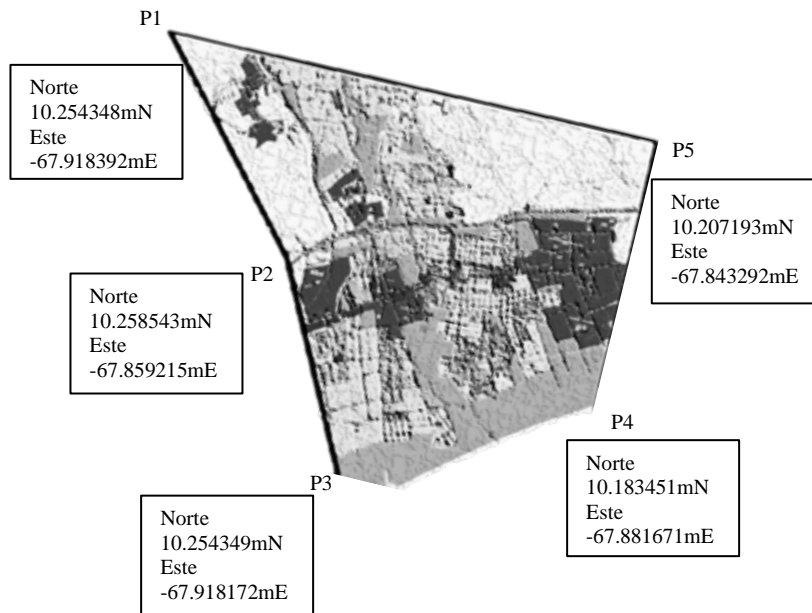 P1
Norte
10.254348mN
Este
-67.918392mE
P5
Norte
10.207193mN
Este
-67.843292mE
P2
Norte
10.258543mN
Este
-67.859215mE
P4
Norte
10.183451mN
Este
-67.881671mE
P3
Norte
10.254349mN
Este
-67.918172mE